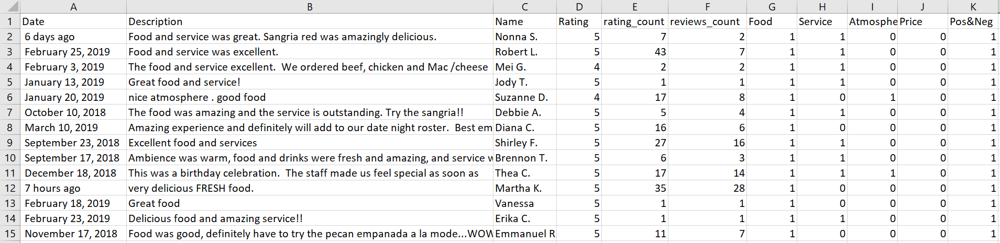 A B C D E F G H I J K
1 Date Description Name Rating rating_count reviews_count Food Service Atmosphe Price Pos&Neg
2 6 days ago Food and service was great. Sangria red was amazingly delicious. Nonna S. 5 7 2 1 1 0 0 1
3 February 25, 2019 Food and service was excellent. Robert L. 5 43 7 1 1 0 0 1
4 February 3, 2019 The food and service excellent.  We ordered beef, chicken and Mac /cheese Mei G. 4 2 2 1 1 0 0 1
5 January 13, 2019 Great food and service! Jody T. 5 1 1 1 1 0 0 1
6 January 20, 2019 nice atmosphere . good food Suzanne D. 4 17 8 1 0 1 0 1
7 October 10, 2018 The food was amazing and the service is outstanding. Try the sangria!! Debbie A. 5 5 4 1 1 0 0 1
8 March 10, 2019 Amazing experience and definitely will add to our date night roster.  Best em Diana C. 5 16 6 1 0 0 0 1
9 September 23, 2018 Excellent food and services Shirley F. 5 27 16 1 1 0 0 1
10 September 17, 2018 Ambience was warm, food and drinks were fresh and amazing, and service w Brennon T. 5 6 3 1 1 0 0 1
11 December 18, 2018 This was a birthday celebration.  The staff made us feel special as soon as Thea C. 5 17 14 1 1 1 0 1
12 7 hours ago very delicious FRESH food. Martha K. 5 35 28 1 0 0 0 1
13 February 18, 2019 Great food Vanessa 5 1 1 1 0 0 0 1
14 February 23, 2019 Delicious food and amazing service!! Erika C. 5 1 1 1 1 0 0 1
15 November 17, 2018 Food was good, definitely have to try the pecan empanada a la mode...WOW Emmanuel R 5 11 7 1 0 0 0 1